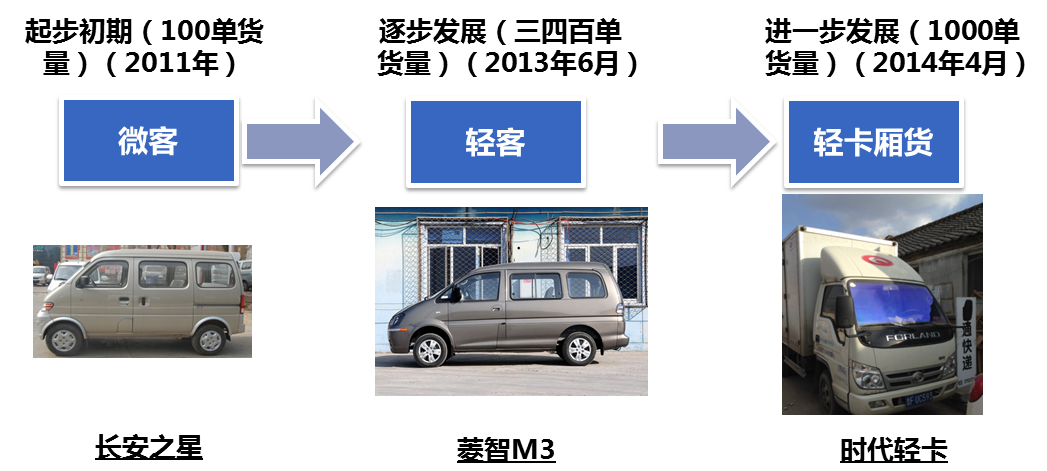 起步初期（100单货
量）（2011年）
逐步发展（三四百单
货量）（2013年6月）
进一步发展（1000单
货量）（2014年4月）
微客
轻客
轻卡厢货
FORLAND
通快递
长安之星
菱智M3
时代轻卡